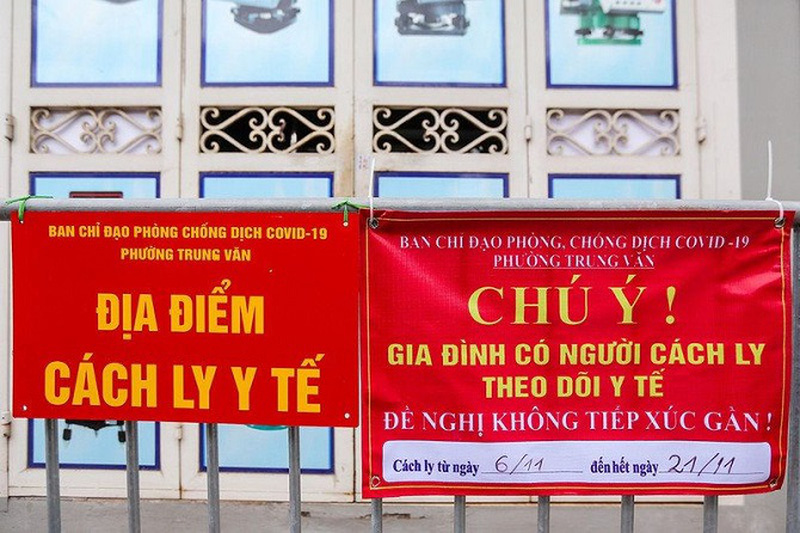 BAN CHỈ ĐẠO PHÒNG CHỐNG DỊCH COVID-19
PHƯỜNG TRUNG VĂN
ĐỊA ĐIỂM
CÁCH LY Y TẾ
BAN CHỈ ĐẠO PHÒNG, CHỐNG DỊCH COVID -19
PHƯỜNG TRUNG VĂN
CHÚ Ý !
GIA ĐÌNH CÓ NGƯỜI CÁCH LY
THEO DÕI Y TẾ
ĐỀ NGHỊ KHÔNG TIẾP XÚC GẦN !
Cách ly từ ngày 6/11 đến hết ngày 21/11